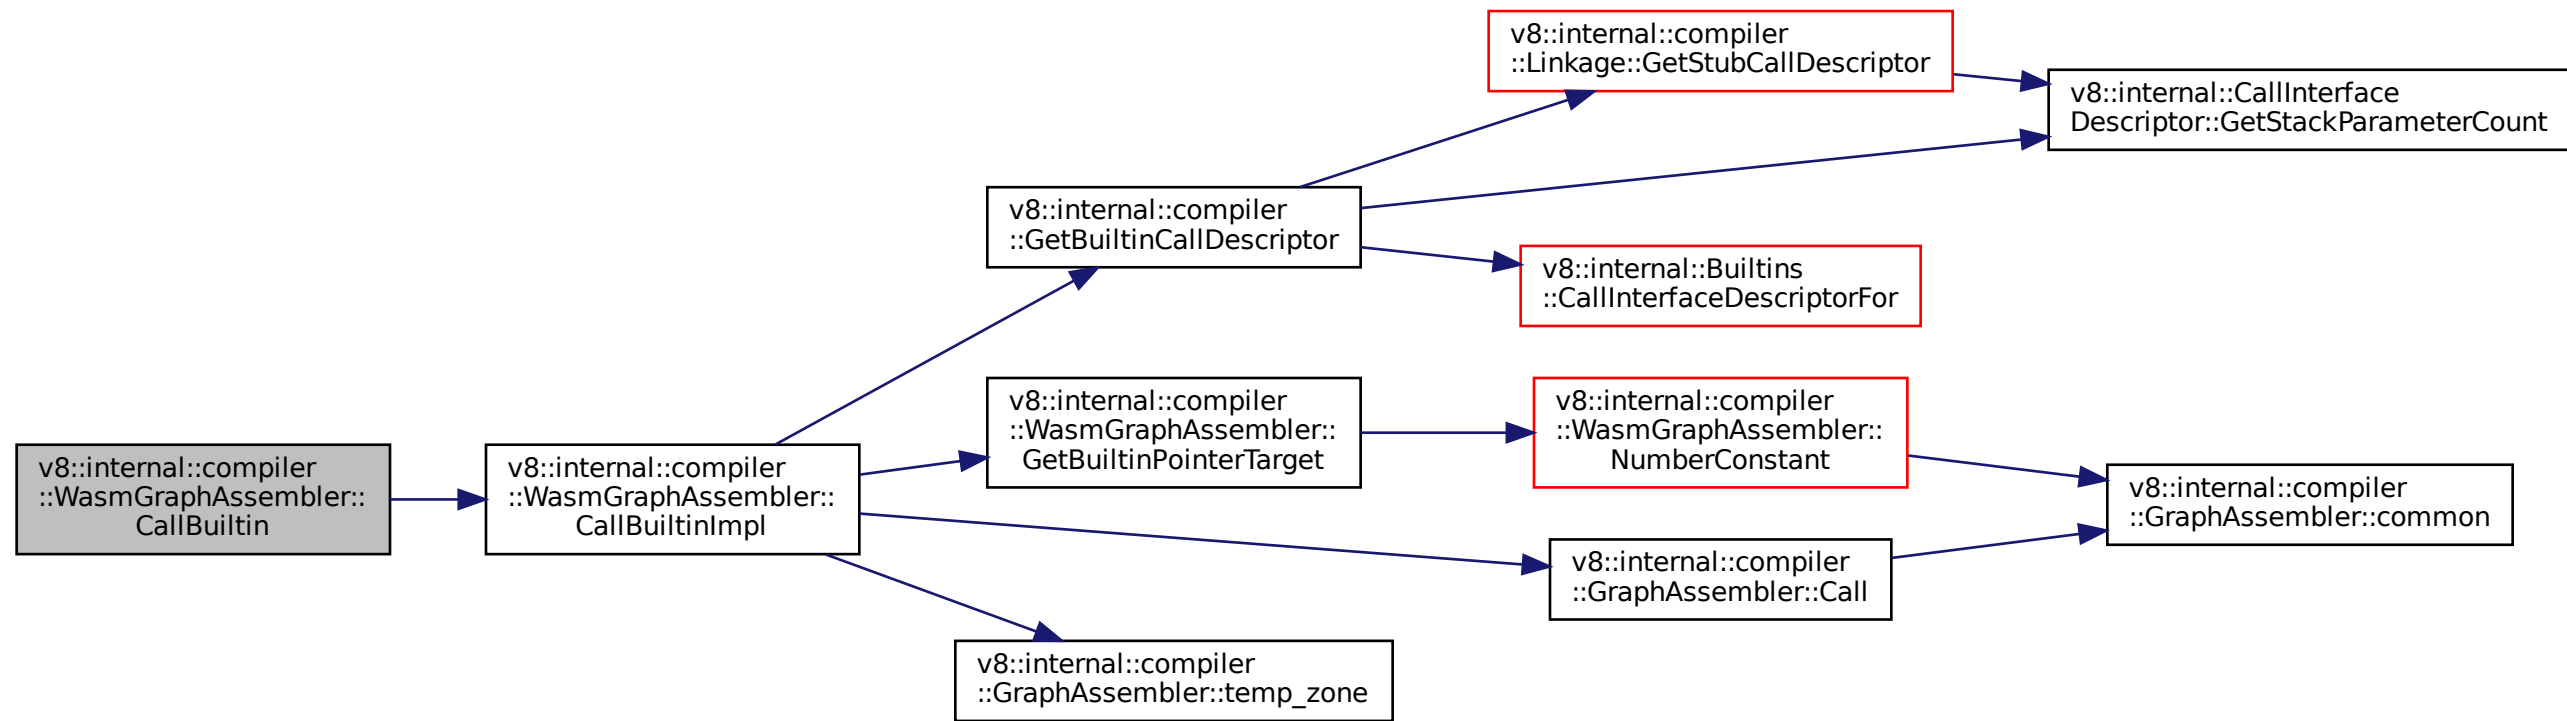 v8::internal::compiler
::WasmGraphAssembler::
CallBuiltin
v8::internal::compiler
::WasmGraphAssembler::
CallBuiltinImpl
v8::internal::compiler
::GetBuiltinCallDescriptor
v8::internal::compiler
::Linkage::GetStubCallDescriptor
v8::internal::CallInterface
Descriptor::GetStackParameterCount
v8::internal::Builtins
::CallInterfaceDescriptorFor
v8::internal::compiler
::WasmGraphAssembler::
GetBuiltinPointerTarget
v8::internal::compiler
::WasmGraphAssembler::
NumberConstant
v8::internal::compiler
::GraphAssembler::common
v8::internal::compiler
::GraphAssembler::Call
v8::internal::compiler
::GraphAssembler::temp_zone